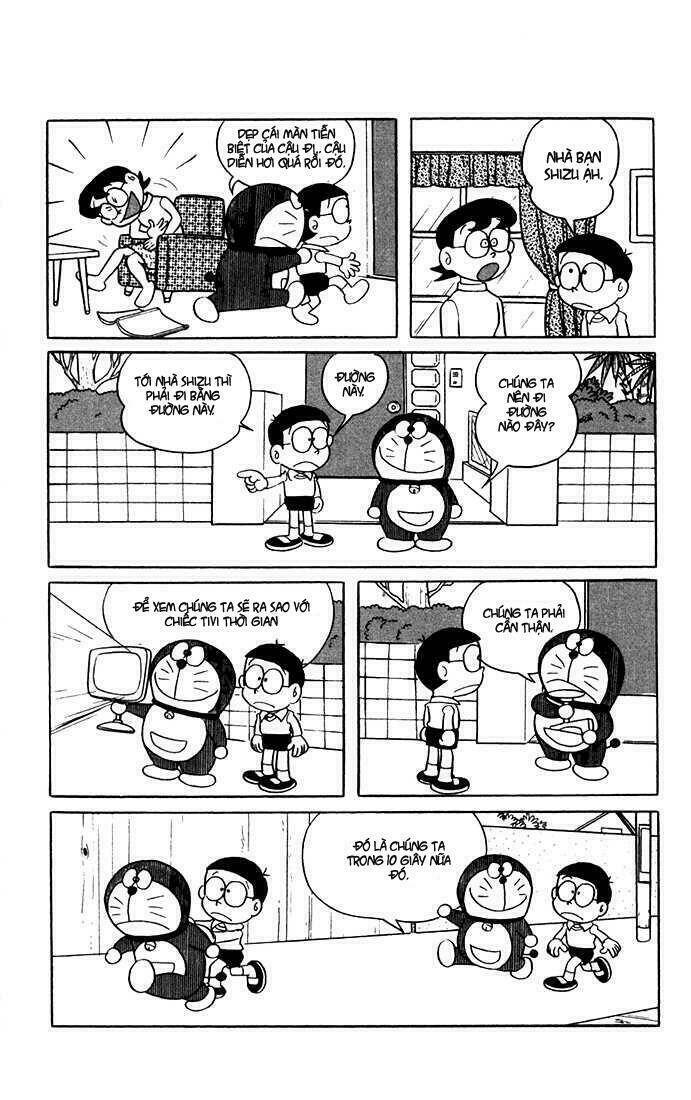 NHÀ BẠN
SHIZU ẠH.
DẸP CÁI MÀN TIỄN
BIỆT CỦA CẬU ĐI. CẬU
DIỄN HƠI QUÁ RỒI ĐÓ.
CHÚNG TA
NÊN ĐI
ĐƯỜNG
NÀO ĐÂY?
ĐƯỜNG
NÀY.
TỚI NHÀ SHIZU THÌ
PHẢI ĐI BẰNG
ĐƯỜNG NÀY.
CHÚNG TA PHẢI
CẨN THẬN.
ĐỂ XEM CHÚNG TA SẼ RA SAO VỚI
CHIẾC TIVI THỜI GIAN
ĐÓ LÀ CHÚNG TA
TRONG 10 GIÂY NỮA
ĐÓ.